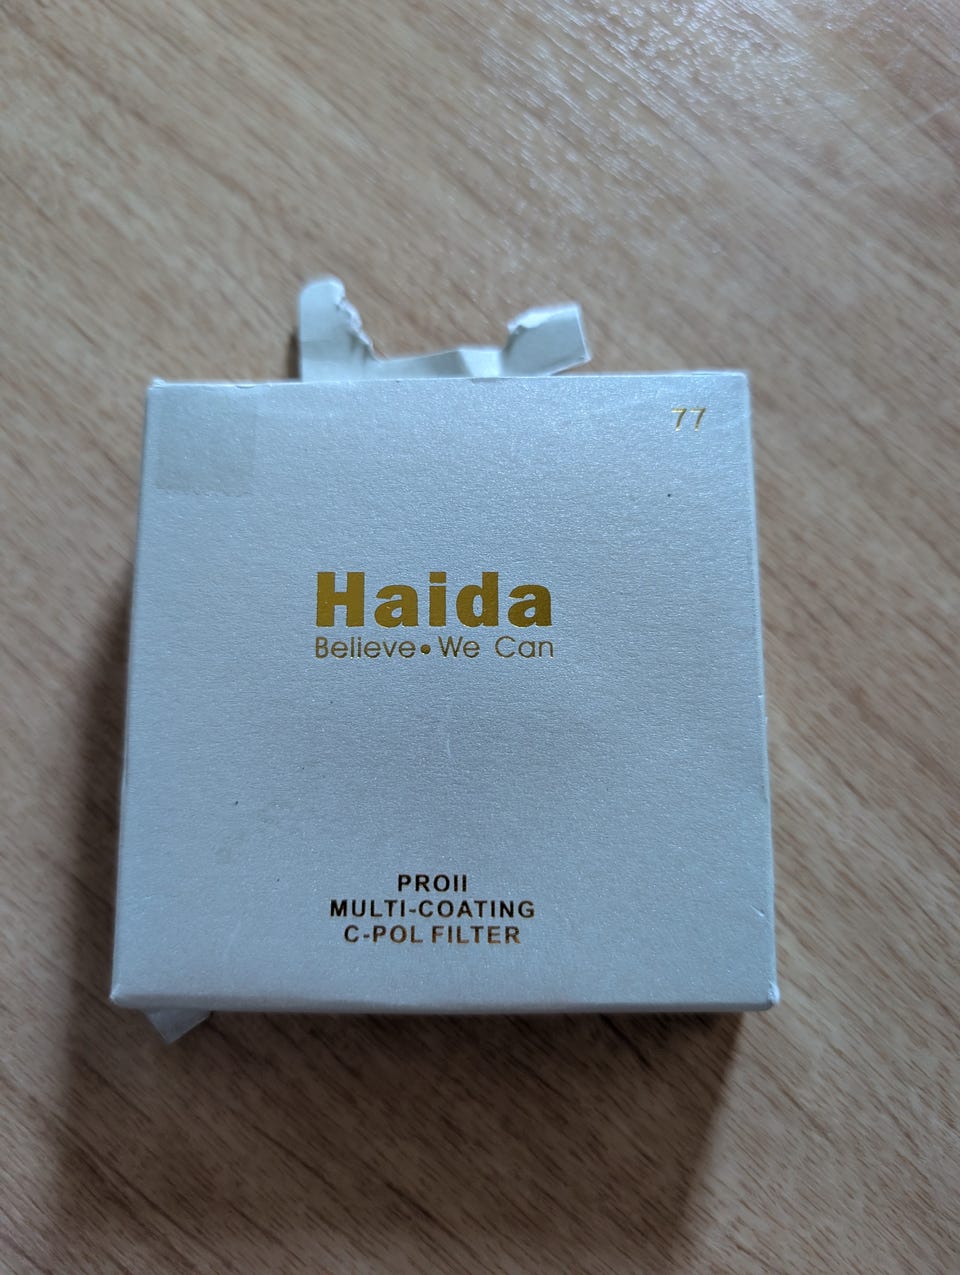 77
Haida
Believe•We Can
PROII
MULTI-COATING
C-POL FILTER